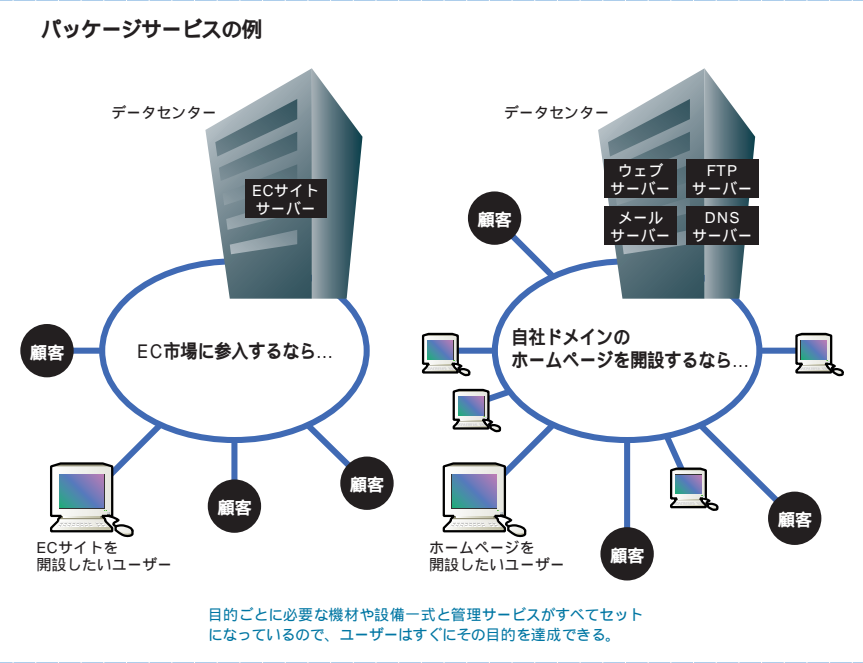 パッケージサービスの例
データセンター
ECサイト
サーバー
顧客
EC市場に参入するなら…
顧客
顧客
ECサイトを
開設したいユーザー
データセンター
ウェブ
サーバー
FTP
サーバー
メール
サーバー
DNS
サーバー
顧客
自社ドメインの
ホームページを開設するなら…
顧客
顧客
ホームページを
開設したいユーザー
目的ごとに必要な機材や設備一式と管理サービスがすべてセット
になっているので、ユーザーはすぐにその目的を達成できる。